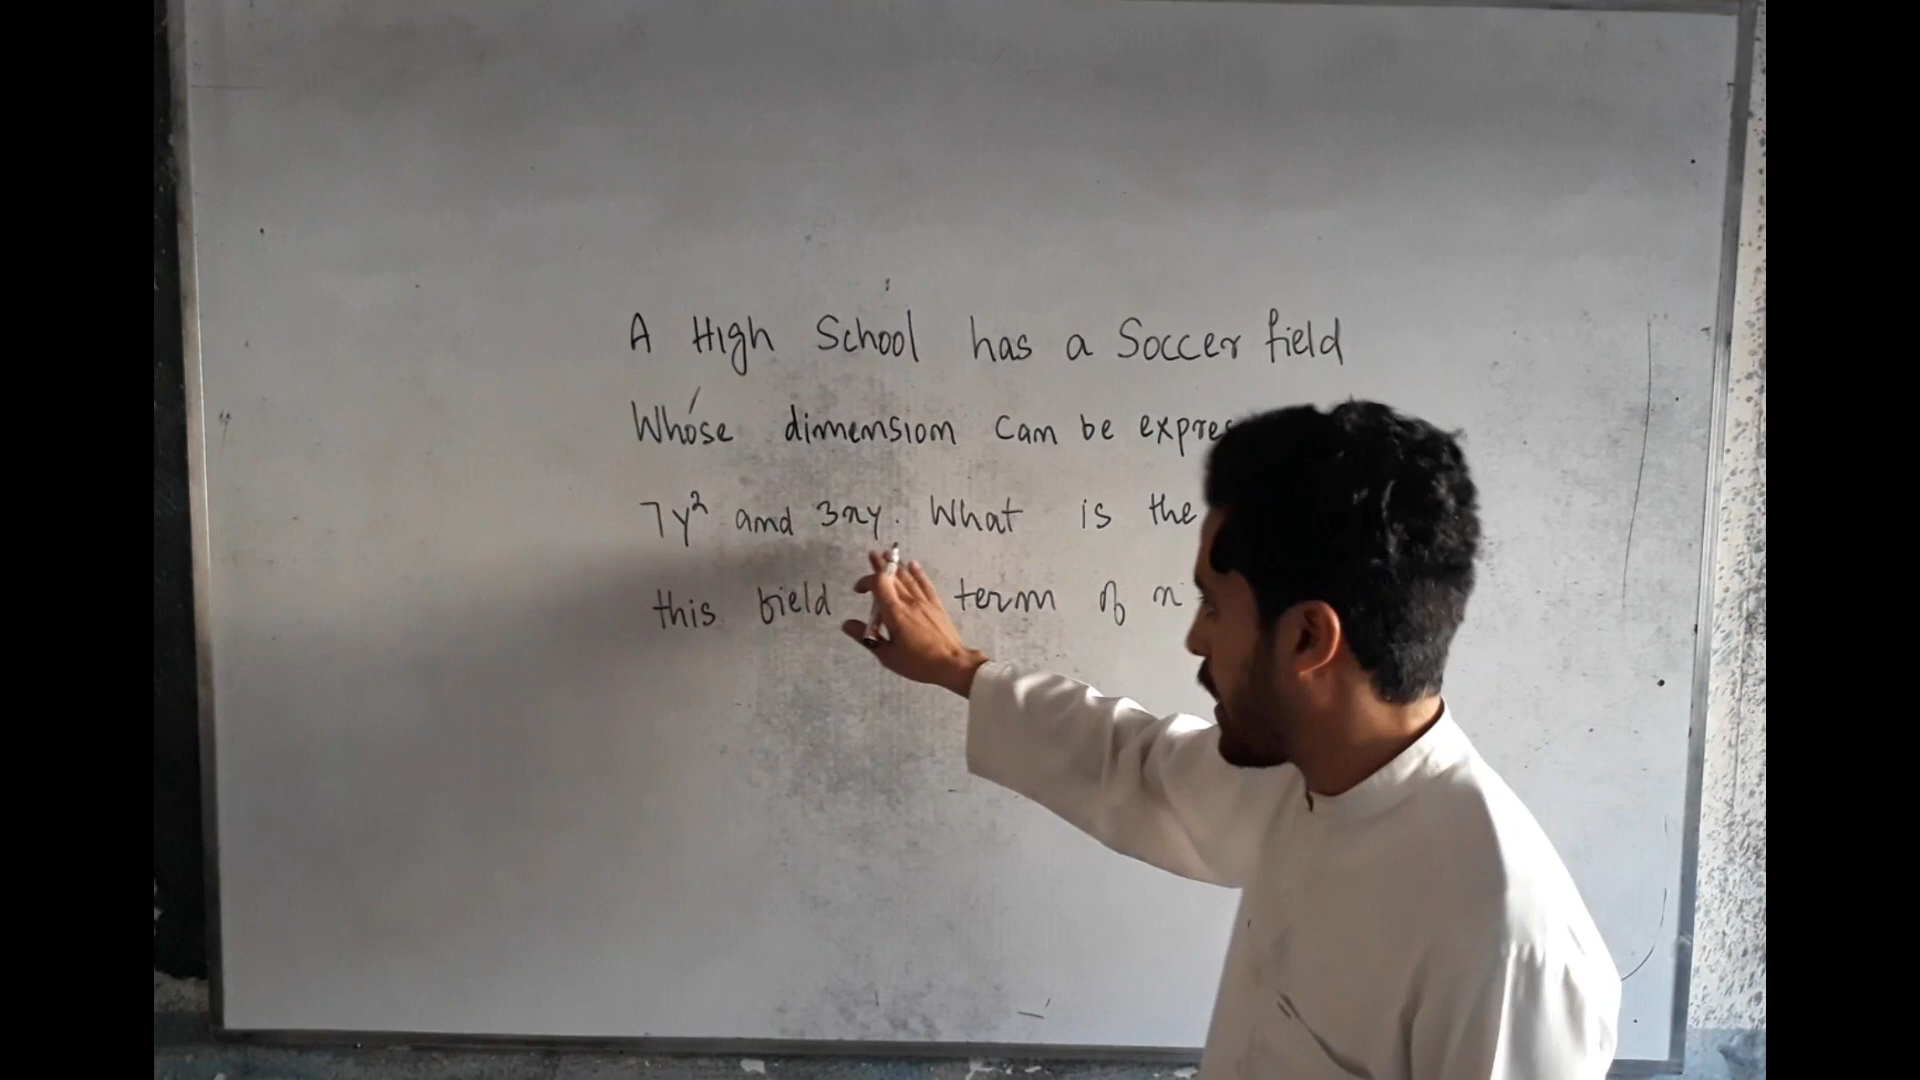 A High School has a Soccer field
Whose dimension can be
7y² and 3xy. What is the
this field term of x